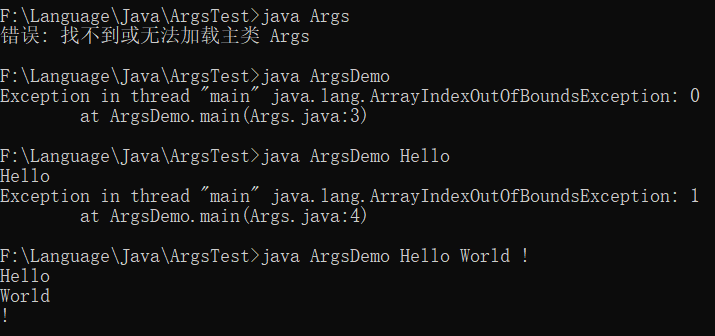 F:\Language\Java\ArgsTest>java Args
错误: 找不到或无法加载主类 Args
F:\Language\Java\ArgsTest>java ArgsDemo
Exception in thread "main" java.lang.ArrayIndexOutOfBoundsException: 0
at ArgsDemo.main(Args.java:3)
F:\Language\Java\ArgsTest>java ArgsDemo Hello
Hello
Exception in thread "main" java.lang.ArrayIndexOutOfBoundsException: 1
at ArgsDemo.main(Args.java:4)
F:\Language\Java\ArgsTest>java ArgsDemo Hello World !
Hello
World
!